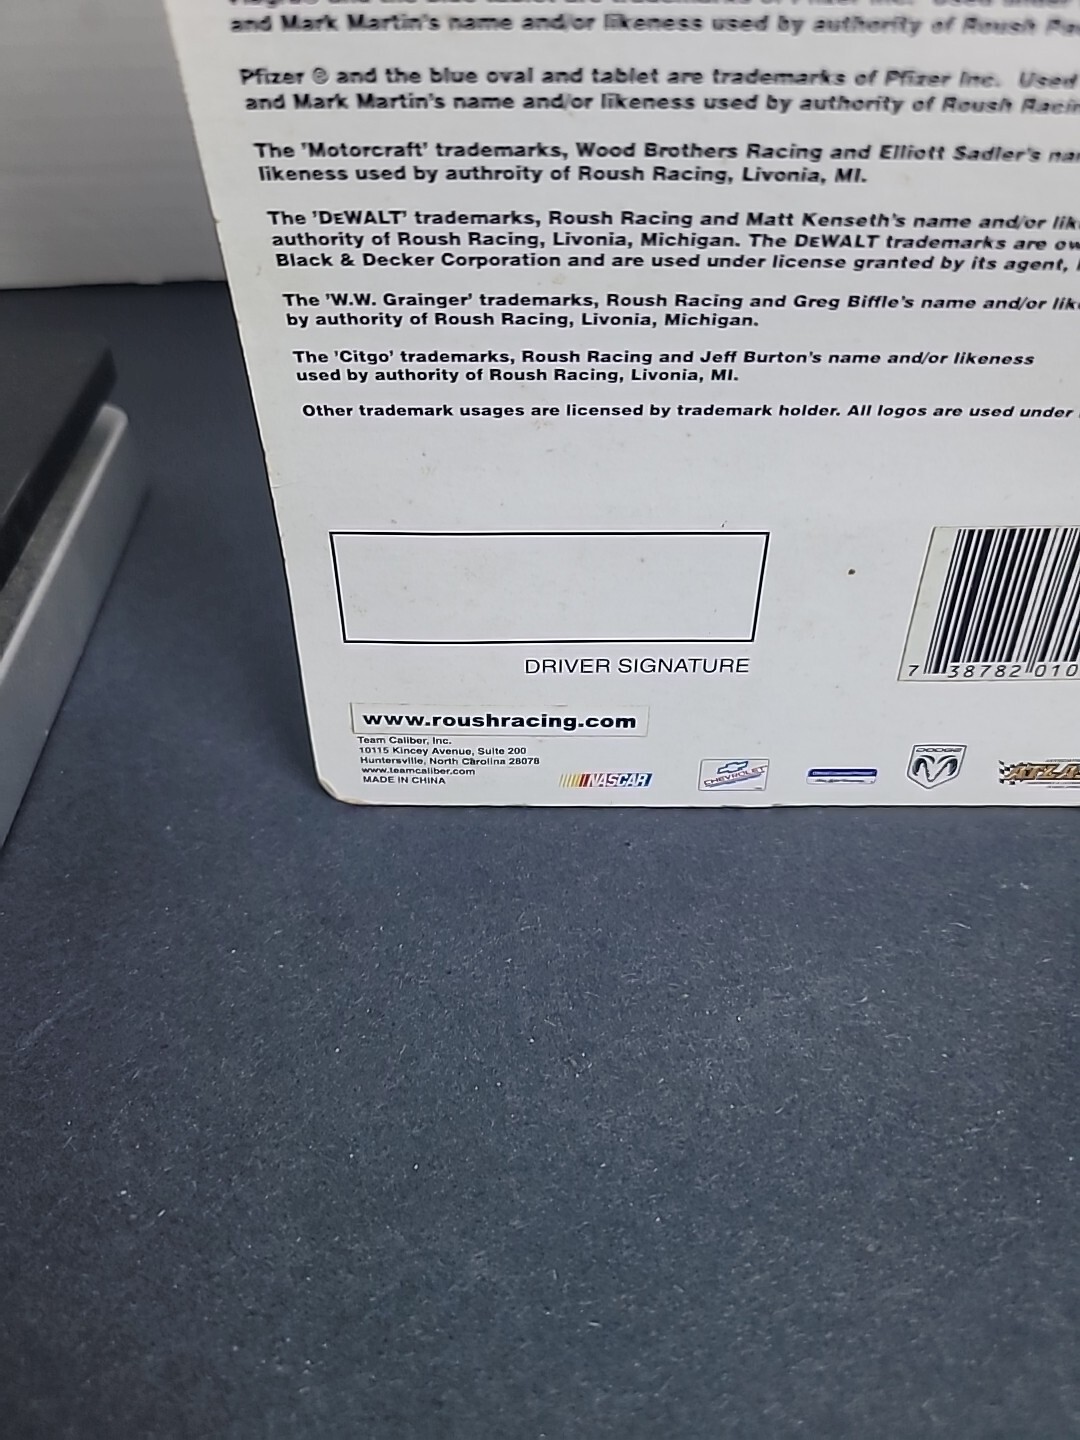 and Mark Martin's name and/or likeness used by authority of Roush
Pfizer ® and the blue oval and tablet are trademarks of Pfizer Inc. Used
and Mark Martin's name and/or likeness used by authority of Roush
The 'Motorcraft' trademarks, Wood Brothers Racing and Elliott Sadler's
likeness used by authroity of Roush Racing, Livonia, MI.
The 'DEWALT' trademarks, Roush Racing and Matt Kenseth's name and/or
authority of Roush Racing, Livonia, Michigan. The DEWALT trademarks are
Black & Decker Corporation and are used under license granted by its agent,
The 'W.W. Grainger' trademarks, Roush Racing and Greg Biffle's name and/or
by authority of Roush Racing, Livonia, Michigan.
The 'Citgo' trademarks, Roush Racing and Jeff Burton's name and/or likeness
used by authority of Roush Racing, Livonia, MI.
Other trademark usages are licensed by trademark holder. All logos are used under
DRIVER SIGNATURE
7 38782 010
www.roushracing.com
Team Caliber, Inc.
10115 Kincey Avenue, Suite 200
Huntersville, North Carolina 28078
www.teamcaliber.com
MADE IN CHINA
NASCAR
CHEVROLET
DODGE